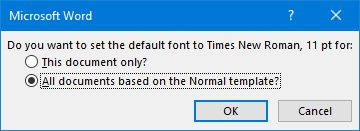 Microsoft Word
Do you want to set the default font to Times New Roman, 11 pt for:
This document only?
All documents based on the Normal template?
OK Cancel